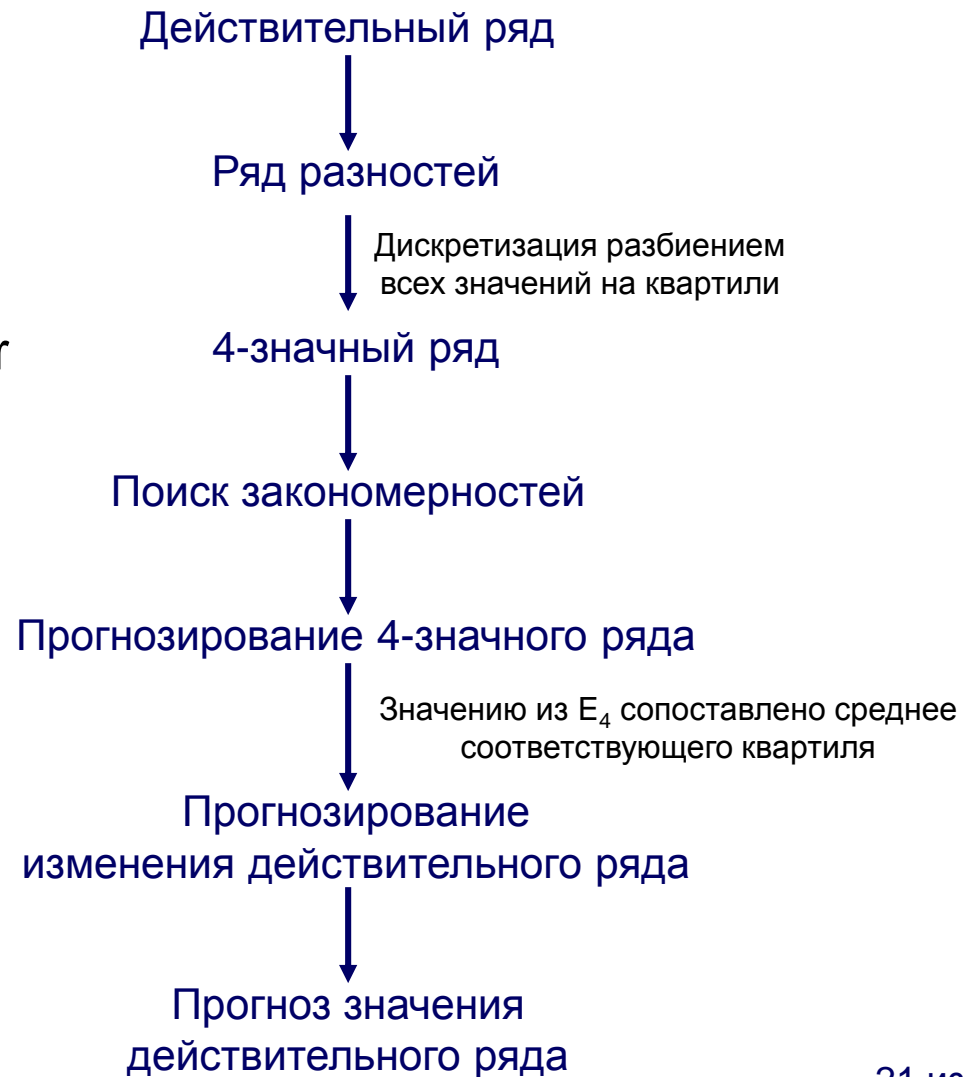 Действительный ряд
Ряд разностей
Дискретизация разбиением
всех значений на квартили
4-значный ряд
Поиск закономерностей
Прогнозирование 4-значного ряда
Значению из E₄ сопоставлено среднее
соответствующего квартиля
Прогнозирование
изменения действительного ряда
Прогноз значения
действительного ряда